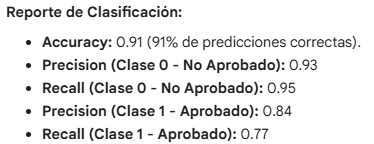 Reporte de Clasificación:
• Accuracy: 0.91 (91% de predicciones correctas).
• Precision (Clase 0 - No Aprobado): 0.93
• Recall (Clase 0 - No Aprobado): 0.95
• Precision (Clase 1 - Aprobado): 0.84
• Recall (Clase 1 - Aprobado): 0.77